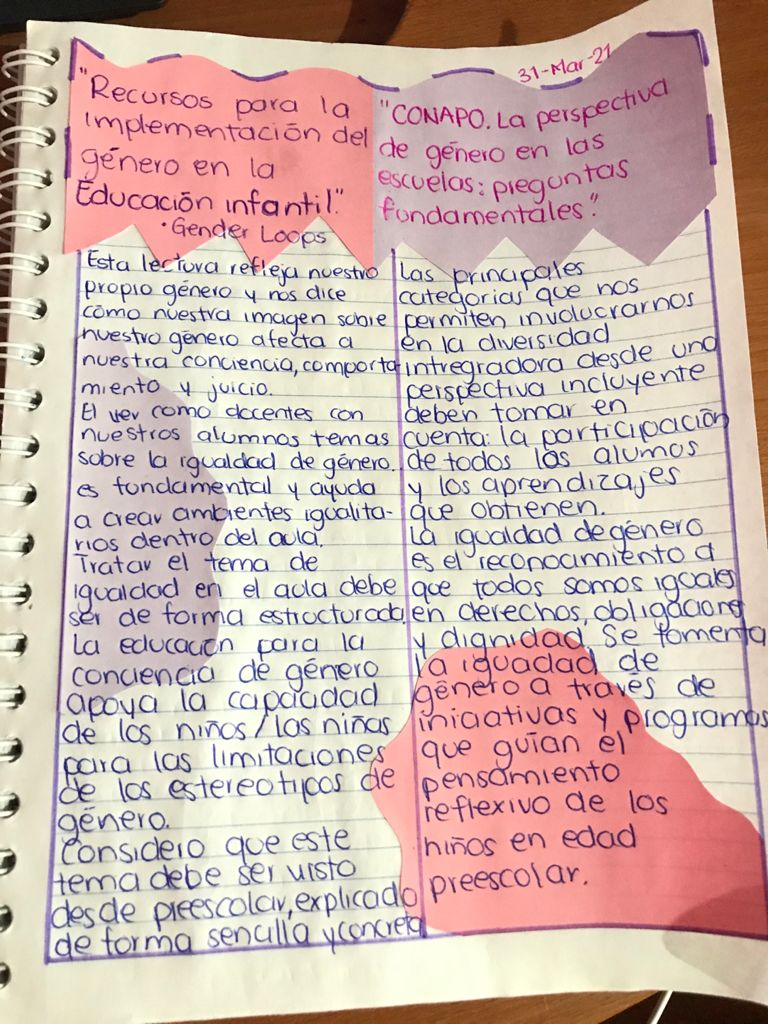 31-Mar-21
"Recursos para la
implementación del
género en la
Educación infantil."
• Gender Loops
Esta lectura refleja nuestro
propio género y nos dice
cómo nuestra imagen sobre
nuestro género afecta a
nuestra conciencia, comporta
miento y juicio.
El ver como docentes con
nuestros alumnos temas
sobre la igualdad de género.
es fundamental y ayuda
a crear ambientes igualita-
rios dentro del aula.
Tratar el tema de
igualdad en el aula debe
ser de forma estructurada.
La educación para la
conciencia de género
apoya la capacidad
de los niños/las niñas
para las limitaciones
de los estereotipos de
género.
Considero que este
tema debe ser visto
desde preescolar, explicado
de forma sencilla y concreta
"CONAPO. La perspectiva
de género en las
escuelas: preguntas
fundamentales".
Las principales
categorías que nos
permiten involucrarnos
en la diversidad
intregradora desde una
perspectiva incluyente
deben tomar en
cuenta: la participación
de todos los alumos
y los aprendizajes
que obtienen.
La igualdad de género
es el reconocimiento a
que todos somos iguales
en derechos, obligacione
y dignidad. Se fomenta
la iguadad de
género a través de
iniciativas y programas
que guían el
pensamiento
reflexivo de los
niños en edad
preescolar.